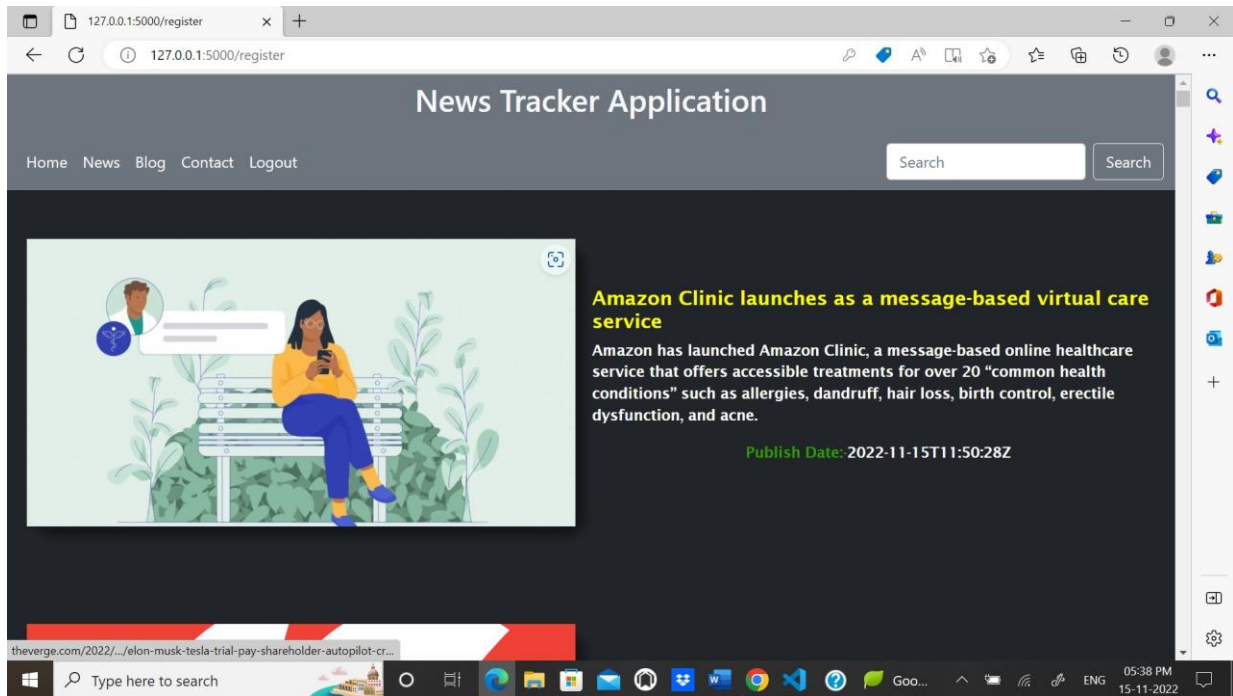 127.0.0.1:5000/register
127.0.0.1:5000/register
News Tracker Application
Home News Blog Contact Logout
Search
Search
Amazon Clinic launches as a message-based virtual care
service
Amazon has launched Amazon Clinic, a message-based online healthcare
service that offers accessible treatments for over 20 “common health
conditions” such as allergies, dandruff, hair loss, birth control, erectile
dysfunction, and acne.
Publish Date:-2022-11-15T11:50:28Z
theverge.com/2022/.../elon-musk-tesla-trial-pay-shareholder-autopilot-cr...
Type here to search
Goo...
ENG
05:38 PM
15-11-2022